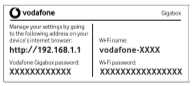 vodafone
Gigabox
Manage your settings by going
to the following address on your
device's internet browser:
http://192.168.1.1
Wi-Fi name:
vodafone-XXXX
Vodafone Gigabox password:
XXXXXXXXXXXX
Wi-Fi password:
XXXXXXXXXXXXXXXX